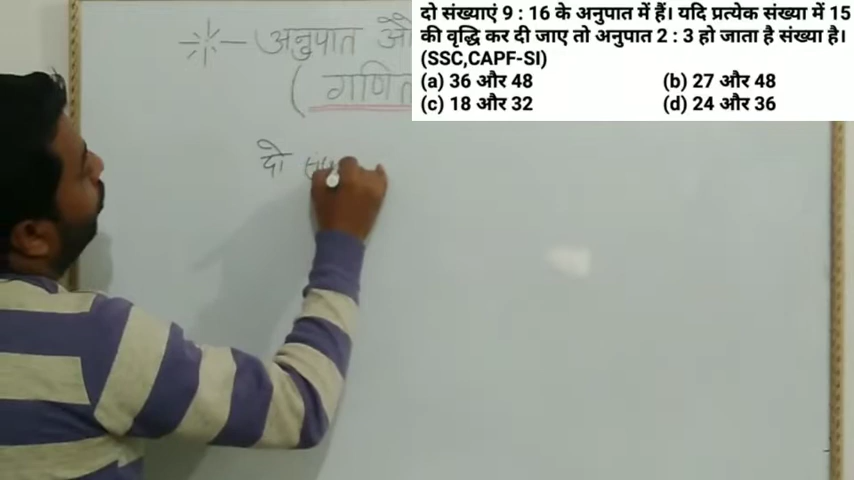 दो संख्याएं 9 : 16 के अनुपात में हैं। यदि प्रत्येक संख्या में 15
की वृद्धि कर दी जाए तो अनुपात 2 : 3 हो जाता है संख्या है।
(SSC,CAPF-SI)
(a) 36 और 48 (b) 27 और 48
(c) 18 और 32 (d) 24 और 36
अनुपात
दो